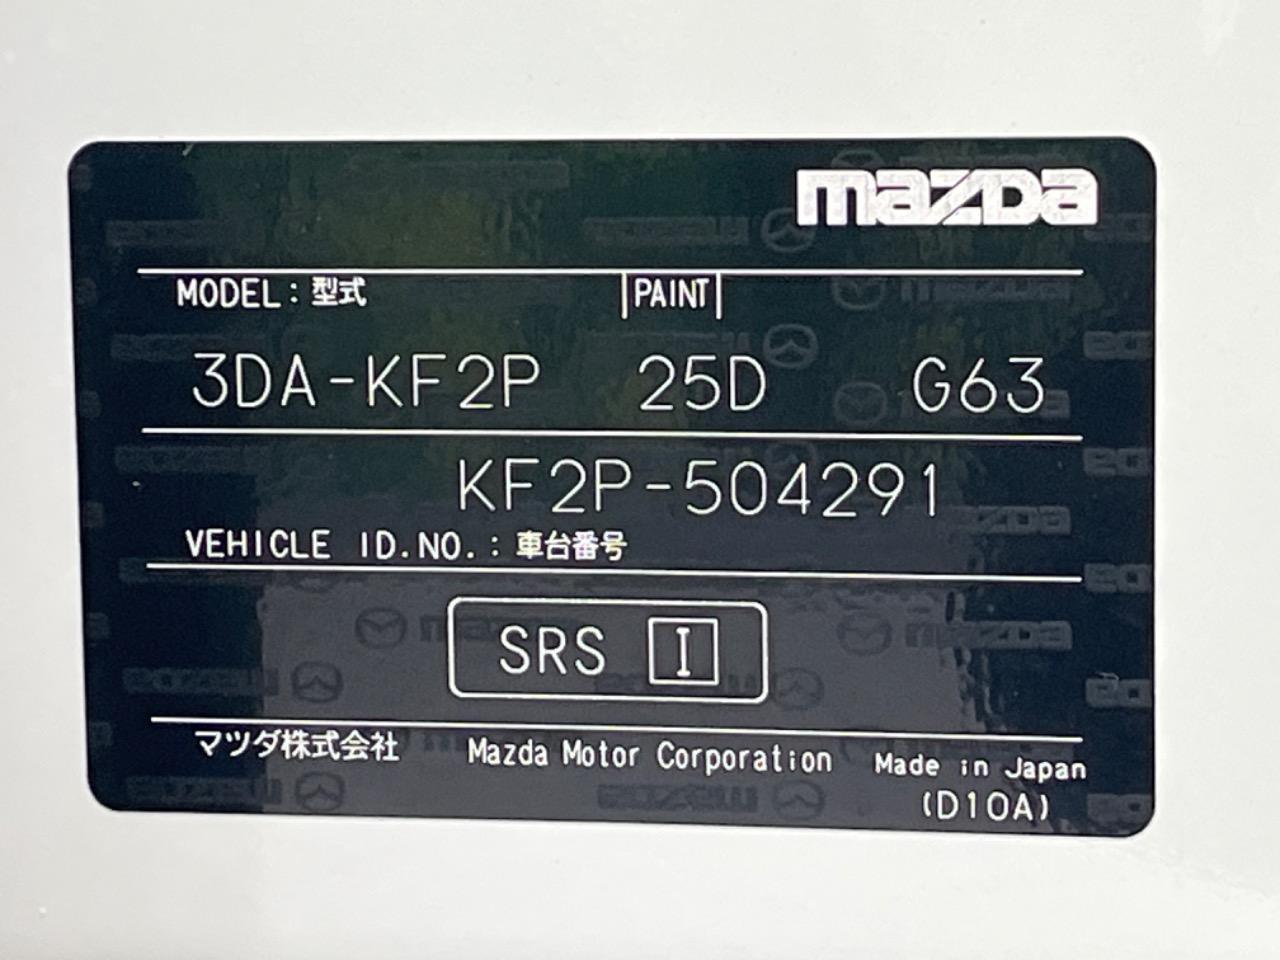 mazda
MODEL : 型式 PAINT
3DA-KF2P 25D G63
KF2P-504291
VEHICLE ID.NO. : 車台番号
SRS I
マツダ株式会社 Mazda Motor Corporation Made in Japan
(D10A)